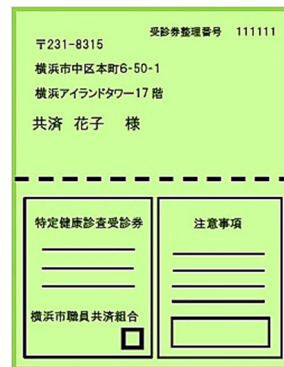 受診券整理番号 111111
〒231-8315
横浜市中区本町6-50-1
横浜アイランドタワー17階
共済 花子 様
特定健康診査受診券
横浜市職員共済組合
注意事項